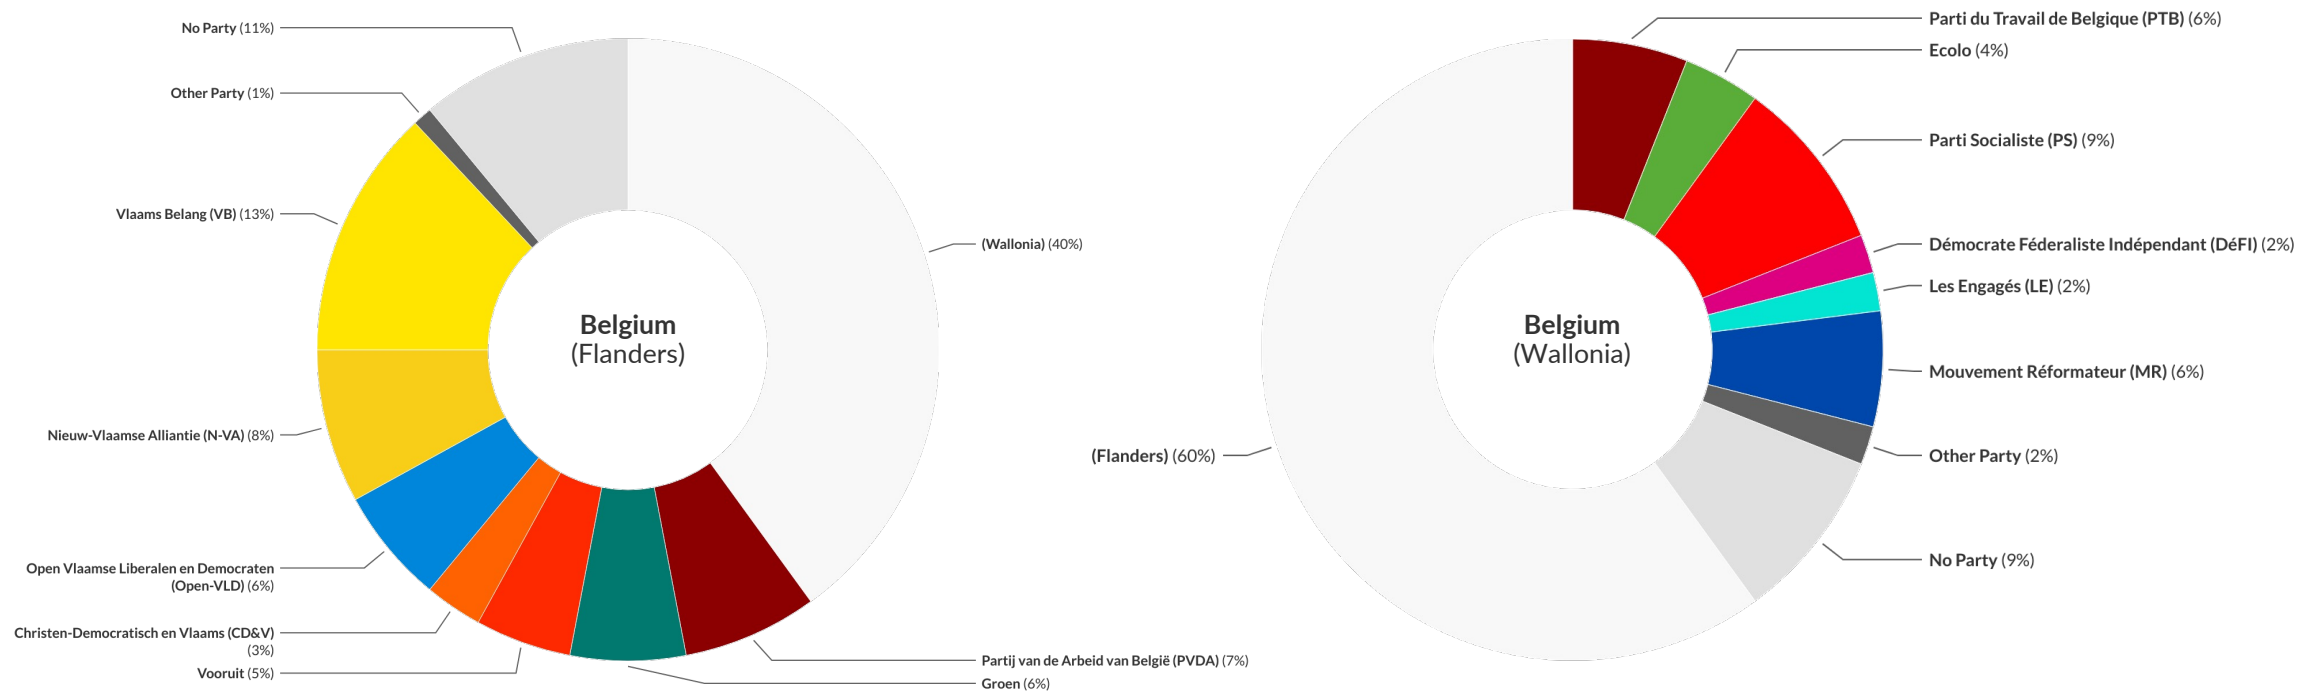 No Party (11%)
Other Party (1%)
Vlaams Belang (VB) (13%)
Nieuw-Vlaamse Alliantie (N-VA) (8%)
Open Vlaamse Liberalen en Democraten
(Open-VLD) (6%)
Christen-Democratisch en Vlaams (CD&V)
(3%)
Vooruit (5%)
Belgium
(Flanders)
(Wallonia) (40%)
Partij van de Arbeid van België (PVDA) (7%)
Groen (6%)
(Flanders) (60%)
Belgium
(Wallonia)
Parti du Travail de Belgique (PTB) (6%)
Ecolo (4%)
Parti Socialiste (PS) (9%)
Démocrate Féderaliste Indépendant (DéFI) (2%)
Les Engagés (LE) (2%)
Mouvement Réformateur (MR) (6%)
Other Party (2%)
No Party (9%)